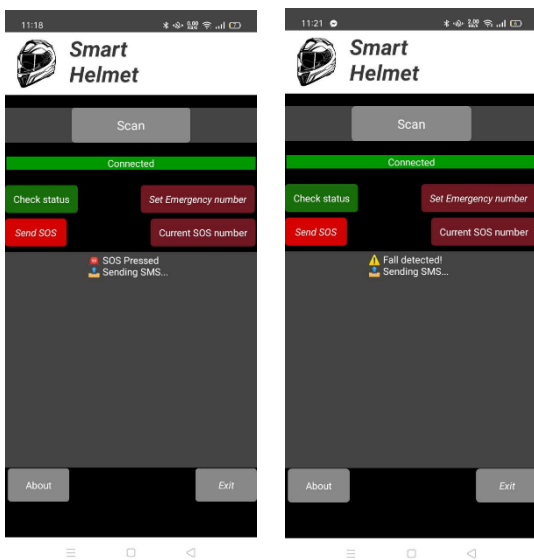 11:18
Smart
Helmet
Scan
Connected
Check status
Set Emergency number
Send SOS
Current SOS number
SOS Pressed
Sending SMS...
About
Exit
11:21
Smart
Helmet
Scan
Connected
Check status
Set Emergency number
Send SOS
Current SOS number
Fall detected!
Sending SMS...
About
Exit